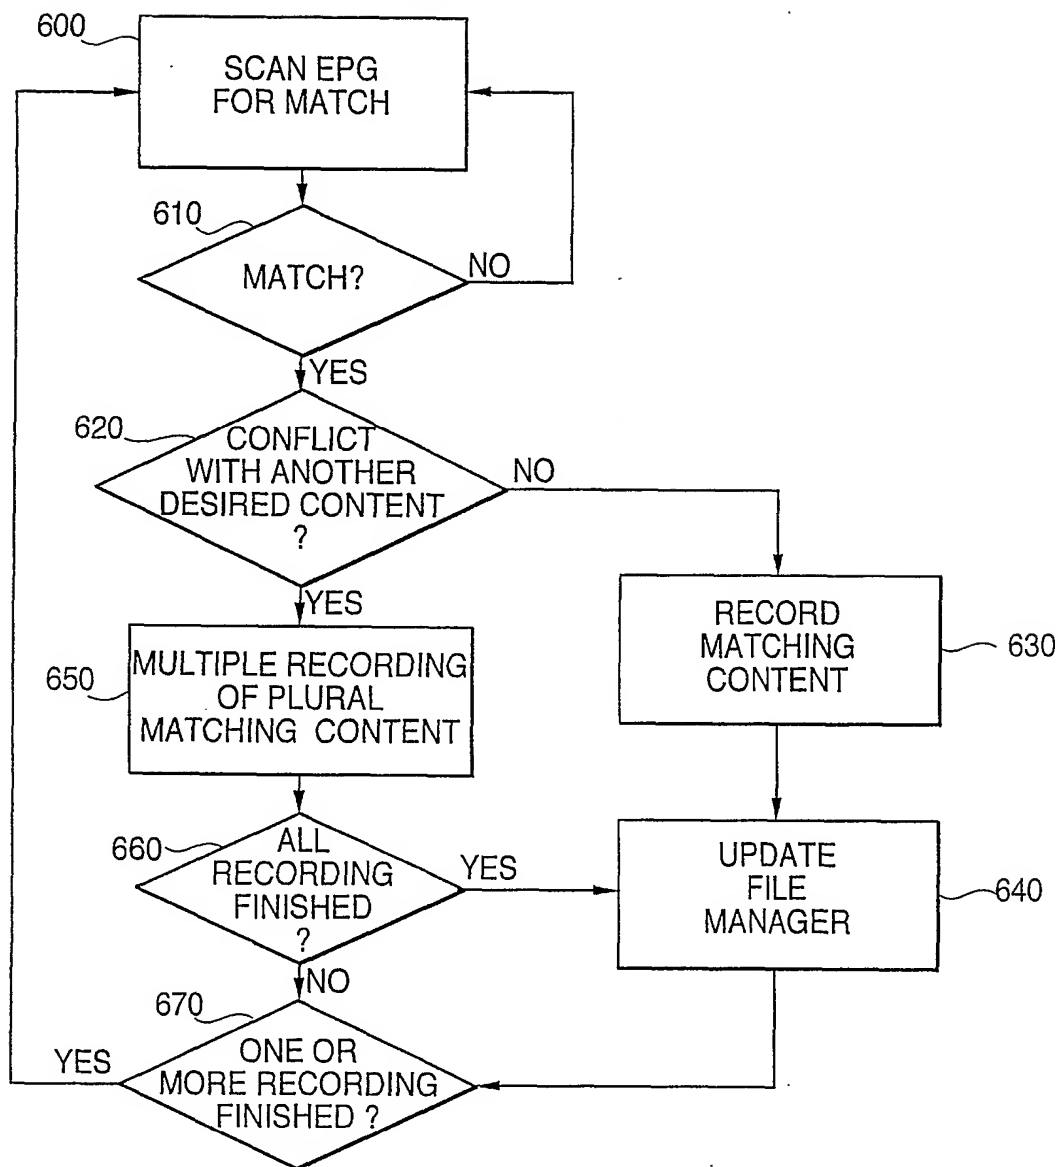 600
SCAN EPG
FOR MATCH
610
MATCH?
NO
YES
620
CONFLICT
WITH ANOTHER
DESIRED CONTENT
?
NO
YES
RECORD
MATCHING
CONTENT
630
650
MULTIPLE RECORDING
OF PLURAL
MATCHING CONTENT
660
ALL
RECORDING
FINISHED
?
YES
UPDATE
FILE
MANAGER
640
NO
670
YES
ONE OR
MORE RECORDING
FINISHED ?